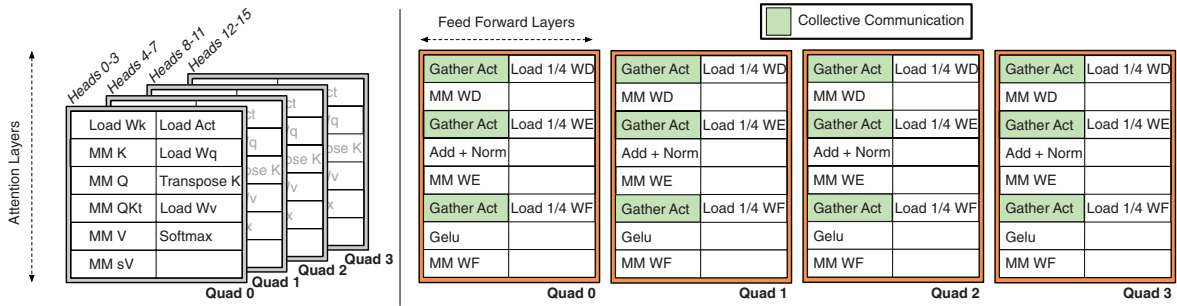 Feed Forward Layers
Collective Communication
Attention Layers
Heads 0-3
Heads 4-7
Heads 8-11
Heads 12-15
Load Wk Load Act
MM K Load Wq
MM Q Transpose K
MM QKt Load Wv
MM V Softmax
MM sV
Quad 0
Quad 1
Quad 2
Quad 3
Gather Act Load 1/4 WD
MM WD
Gather Act Load 1/4 WE
Add + Norm
MM WE
Gather Act Load 1/4 WF
Gelu
MM WF
Quad 0
Gather Act Load 1/4 WD
MM WD
Gather Act Load 1/4 WE
Add + Norm
MM WE
Gather Act Load 1/4 WF
Gelu
MM WF
Quad 1
Gather Act Load 1/4 WD
MM WD
Gather Act Load 1/4 WE
Add + Norm
MM WE
Gather Act Load 1/4 WF
Gelu
MM WF
Quad 2
Gather Act Load 1/4 WD
MM WD
Gather Act Load 1/4 WE
Add + Norm
MM WE
Gather Act Load 1/4 WF
Gelu
MM WF
Quad 3